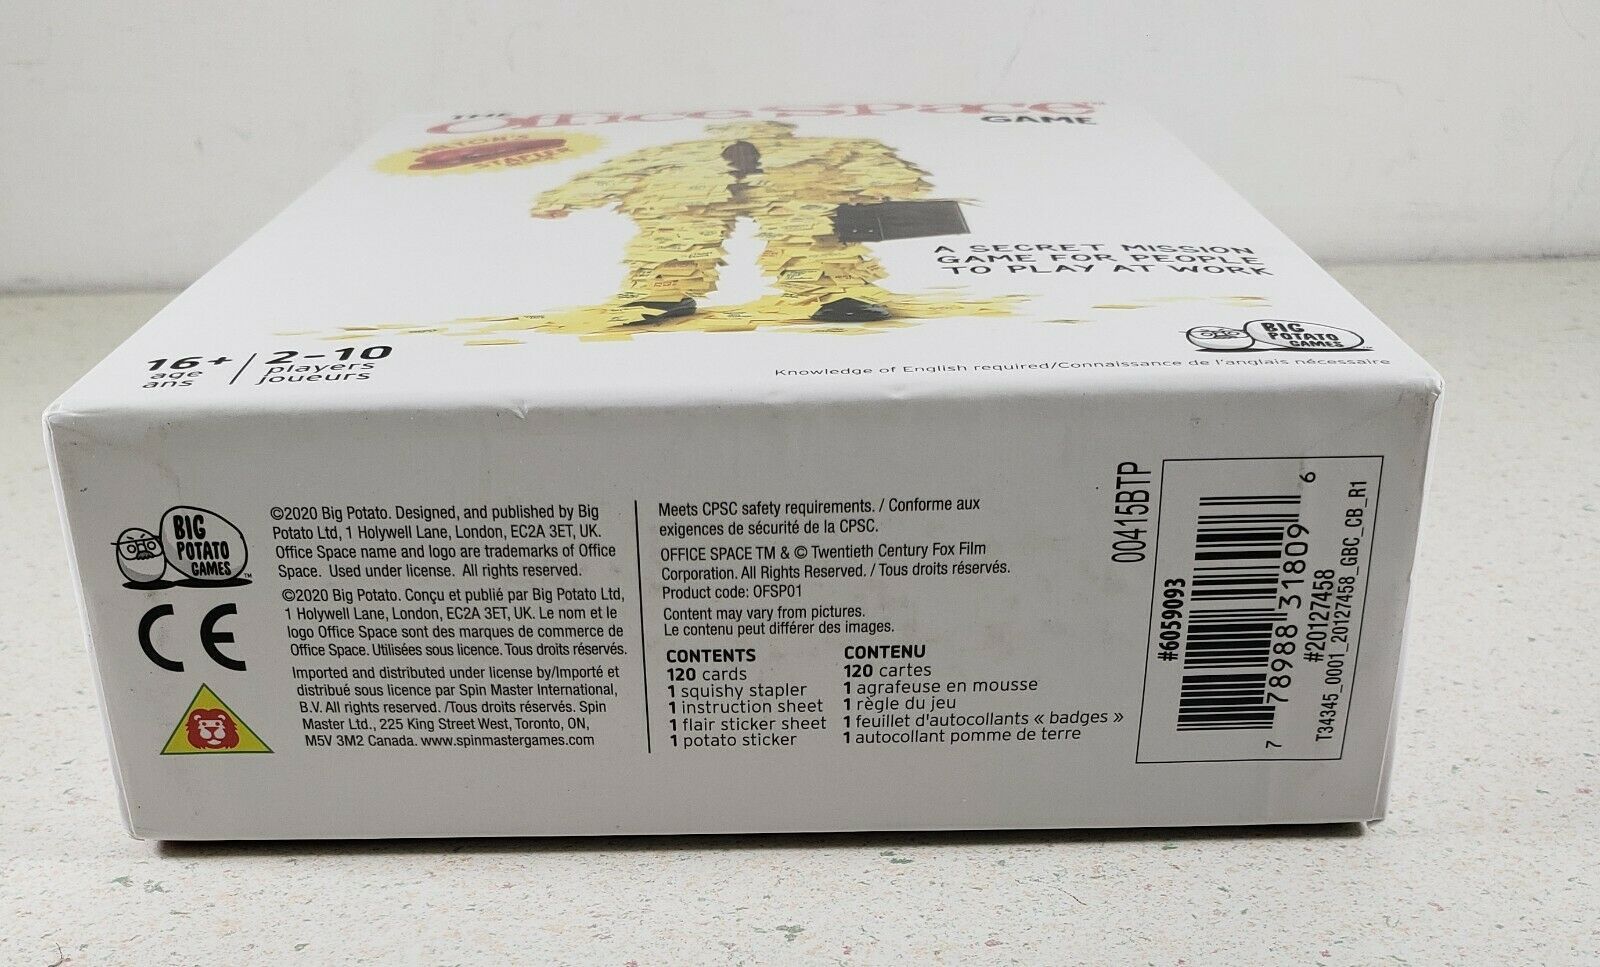 THE
Office Space™
GAME
MILTON'S
STAPLER
A SECRET MISSION
GAME FOR PEOPLE
TO PLAY AT WORK
16+
age
ans
2-10
players
joueurs
BIG
POTATO
GAMES
Knowledge of English required/Connaissance de l'anglais nécessaire
BIG
POTATO
GAMES™
CE
©2020 Big Potato. Designed, and published by Big
Potato Ltd, 1 Holywell Lane, London, EC2A 3ET, UK.
Office Space name and logo are trademarks of Office
Space. Used under license. All rights reserved.
©2020 Big Potato. Conçu et publié par Big Potato Ltd,
1 Holywell Lane, London, EC2A 3ET, UK. Le nom et le
logo Office Space sont des marques de commerce de
Office Space. Utilisées sous licence. Tous droits réservés.
Imported and distributed under license by/Importé et
distribué sous licence par Spin Master International,
B.V. All rights reserved. /Tous droits réservés. Spin
Master Ltd., 225 King Street West, Toronto, ON,
M5V 3M2 Canada. www.spinmastergames.com
Meets CPSC safety requirements. / Conforme aux
exigences de sécurité de la CPSC.
OFFICE SPACE TM & © Twentieth Century Fox Film
Corporation. All Rights Reserved. / Tous droits réservés.
Product code: OFSP01
Content may vary from pictures.
Le contenu peut différer des images.
CONTENTS
120 cards
1 squishy stapler
1 instruction sheet
1 flair sticker sheet
1 potato sticker
CONTENU
120 cartes
1 agrafeuse en mousse
1 règle du jeu
1 feuillet d'autocollants « badges »
1 autocollant pomme de terre
00415BTP
#6059093
7 78988 31809 6
#20127458
T34345_0001_20127458_GBC_CB_R1